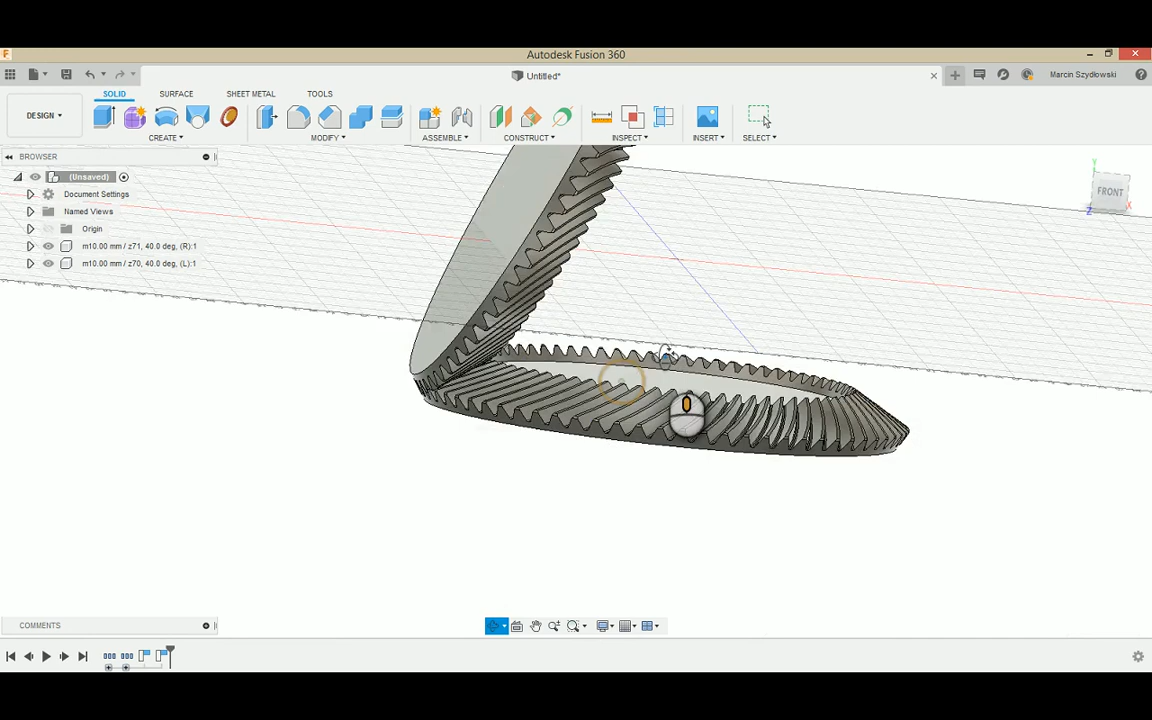 Autodesk Fusion 360
Untitled*
Marcin Szydłowski
DESIGN
SOLID
SURFACE
SHEET METAL
TOOLS
CREATE
MODIFY
ASSEMBLE
CONSTRUCT
INSPECT
INSERT
SELECT
BROWSER
(Unsaved)
Document Settings
Named Views
Origin
m10.00 mm / z71, 40.0 deg, (R):1
m10.00 mm / z70, 40.0 deg, (L):1
Y
FRONT
X
Z
COMMENTS